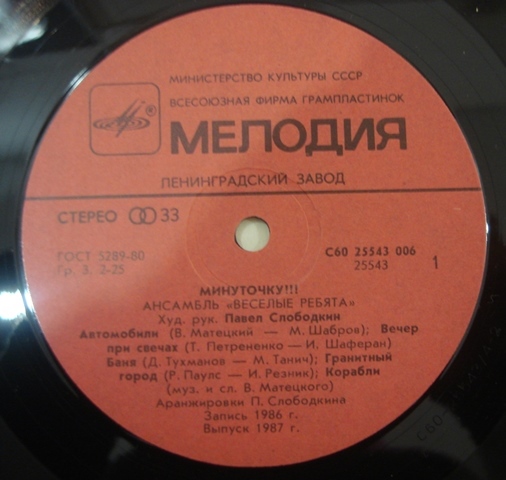 МИНИСТЕРСТВО КУЛЬТУРЫ СССР
ВСЕСОЮЗНАЯ ФИРМА ГРАМПЛАСТИНОК
МЕЛОДИЯ
ЛЕНИНГРАДСКИЙ ЗАВОД
СТЕРЕО 33
ГОСТ 5289-80
Гр. 3. 2-25
С60 25543 006
25543
1
МИНУТОЧКУ!!!
АНСАМБЛЬ «ВЕСЕЛЫЕ РЕБЯТА»
Худ. рук. Павел Слободкин
Автомобили (В. Матецкий — М. Шабров); Вечер
при свечах (Т. Петрененко — И. Шаферан)
Баня (Д. Тухманов — М. Танич); Гранитный
город (Р. Паулс — И. Резник); Корабли
(муз. и сл. В. Матецкого)
Аранжировки П. Слободкина
Запись 1986 г.
Выпуск 1987 г.